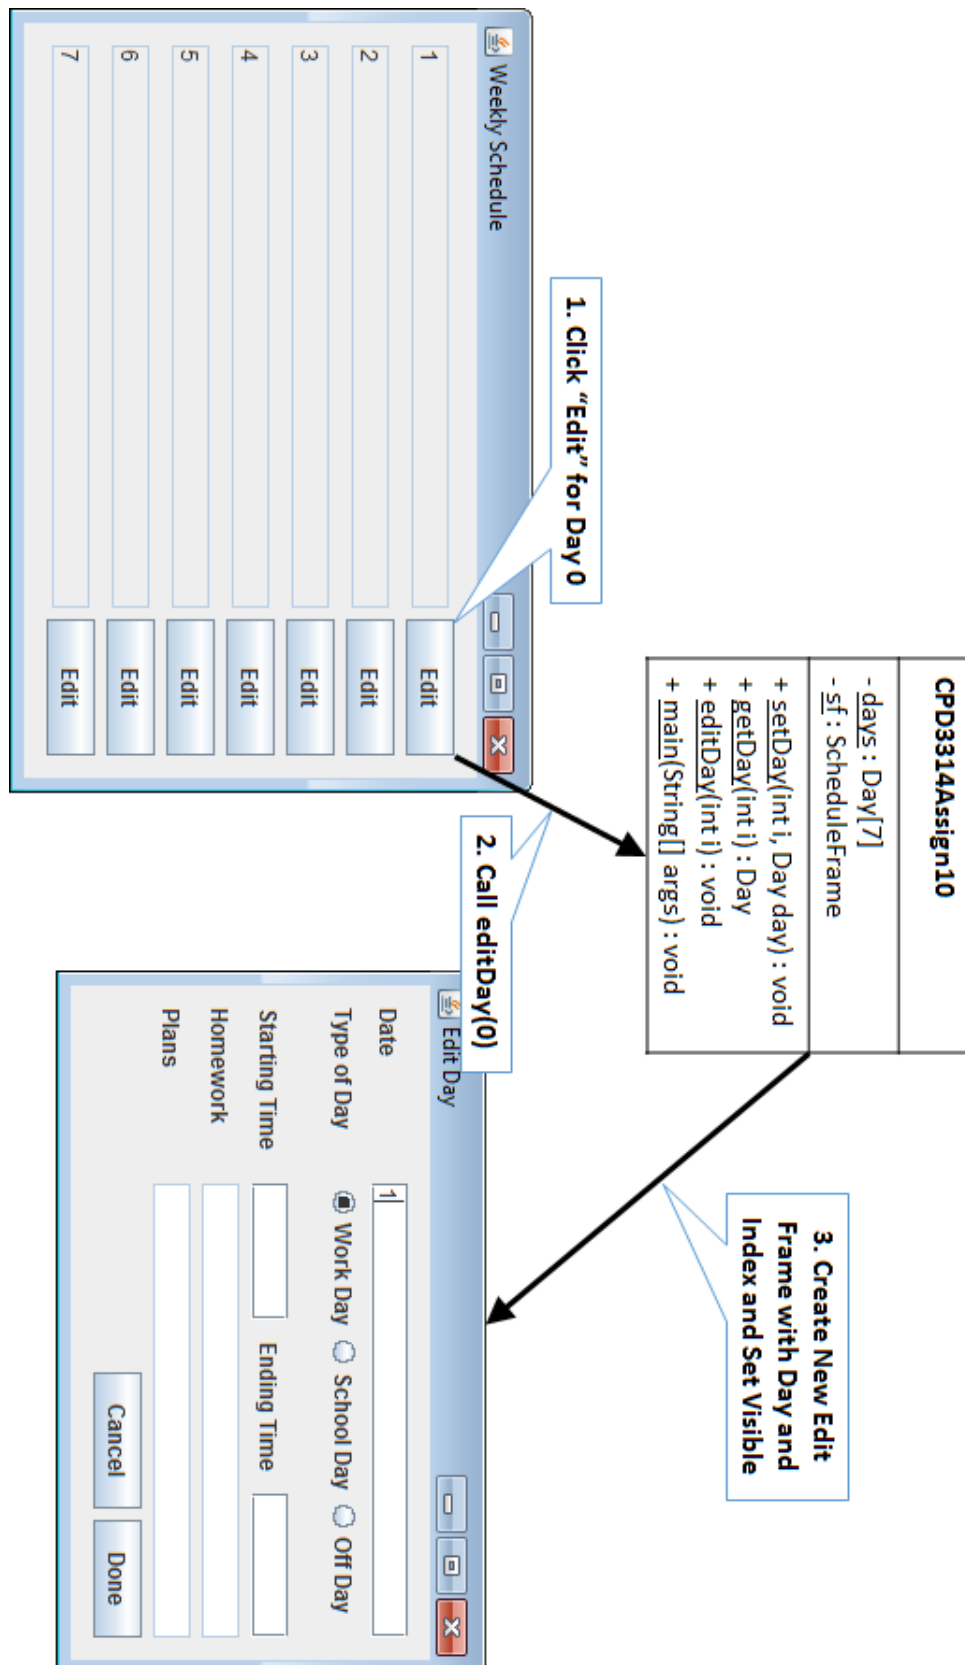 CPD3314Assign10
- days : Day[7]
- sf : ScheduleFrame
+ setDay(int i, Day day) : void
+ getDay(int i) : Day
+ editDay(int i) : void
+ main(String[] args) : void
1. Click “Edit” for Day 0
2. Call editDay(0)
3. Create New Edit
Frame with Day and
Index and Set Visible
Weekly Schedule
1 Edit
2 Edit
3 Edit
4 Edit
5 Edit
6 Edit
7 Edit
Edit Day
Date 1
Type of Day Work Day School Day Off Day
Starting Time Ending Time
Homework
Plans
Cancel Done